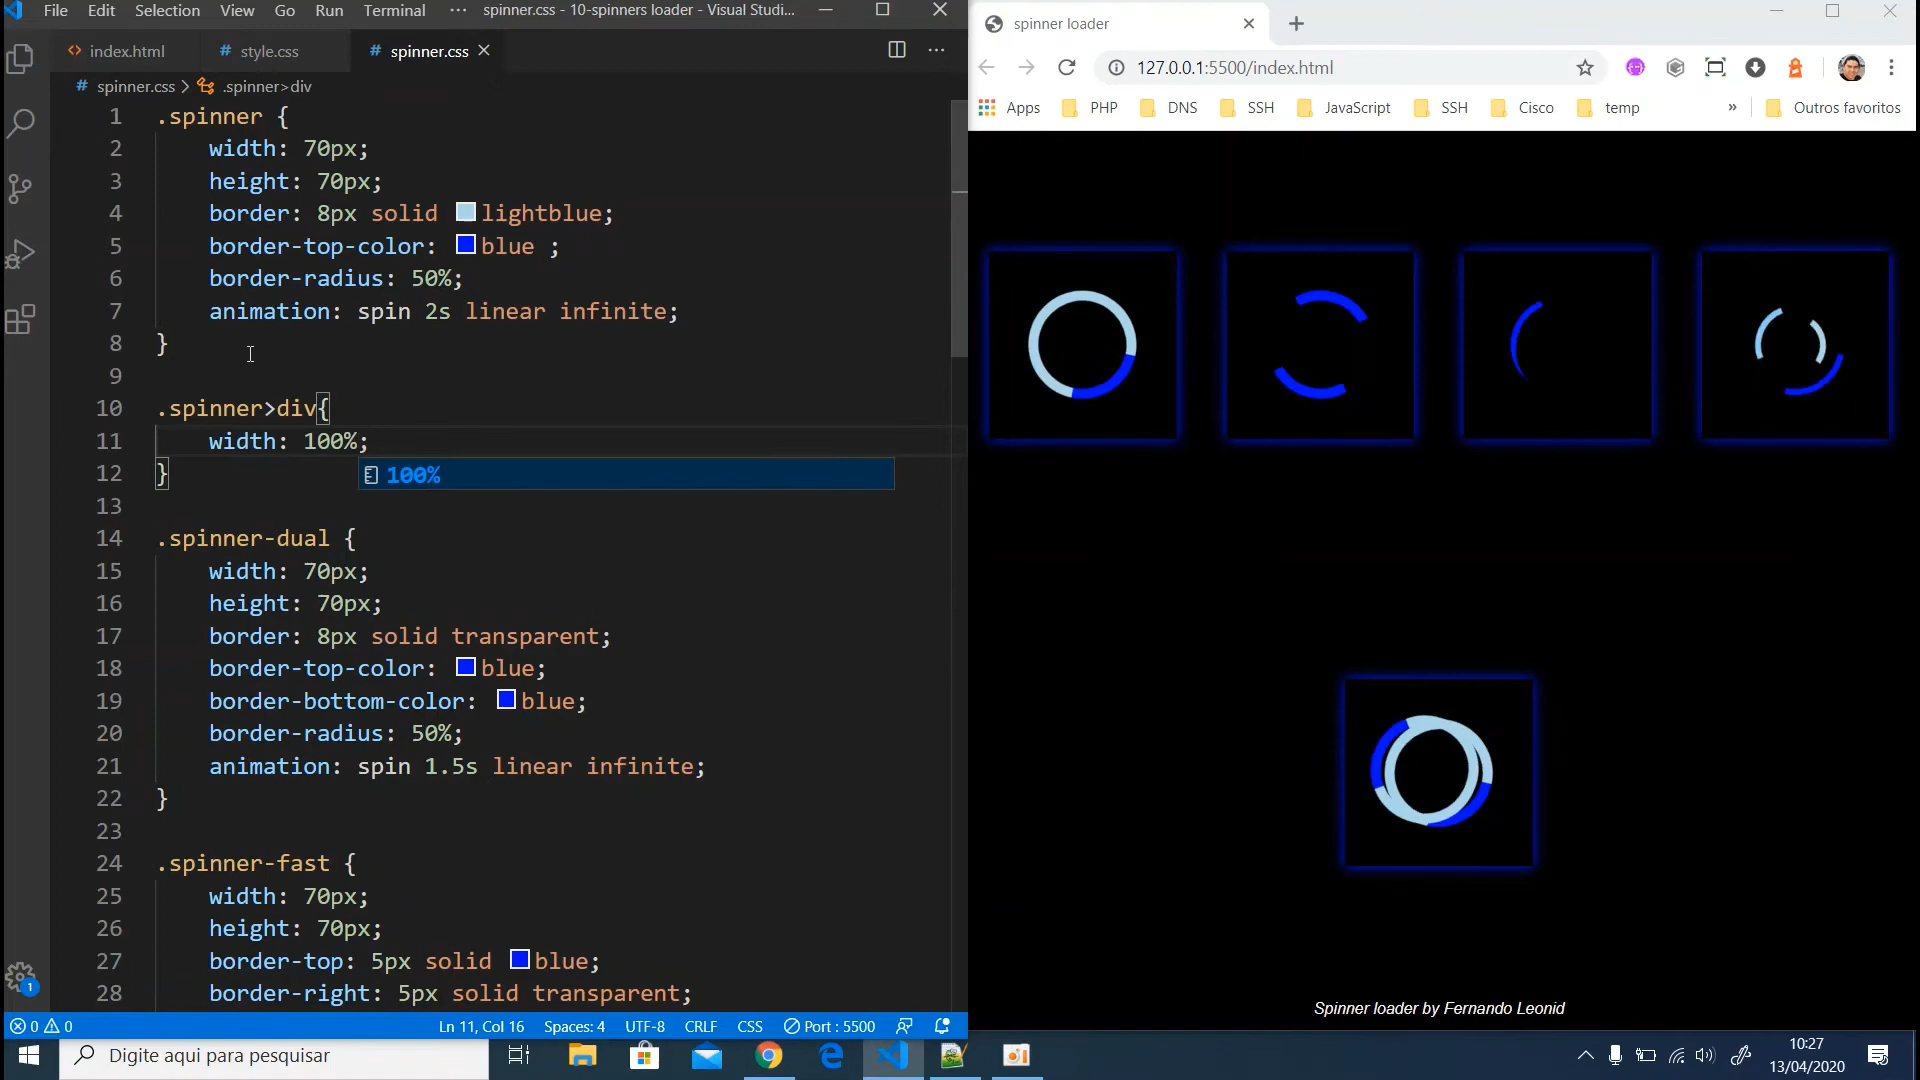 File Edit Selection View Go Run Terminal ··· spinner.css - 10-spinners loader - Visual Studi...
index.html # style.css # spinner.css
# spinner.css > .spinner>div
1 .spinner {
2 width: 70px;
3 height: 70px;
4 border: 8px solid lightblue;
5 border-top-color: blue ;
6 border-radius: 50%;
7 animation: spin 2s linear infinite;
8 }
9
10 .spinner>div{
11 width: 100%;
12 }
100%
13
14 .spinner-dual {
15 width: 70px;
16 height: 70px;
17 border: 8px solid transparent;
18 border-top-color: blue;
19 border-bottom-color: blue;
20 border-radius: 50%;
21 animation: spin 1.5s linear infinite;
22 }
23
24 .spinner-fast {
25 width: 70px;
26 height: 70px;
27 border-top: 5px solid blue;
28 border-right: 5px solid transparent;
1
0 0 Ln 11, Col 16 Spaces: 4 UTF-8 CRLF CSS Port : 5500
spinner loader
127.0.0.1:5500/index.html
Apps PHP DNS SSH JavaScript SSH Cisco temp » Outros favoritos
Spinner loader by Fernando Leonid
Digite aqui para pesquisar
10:27
13/04/2020